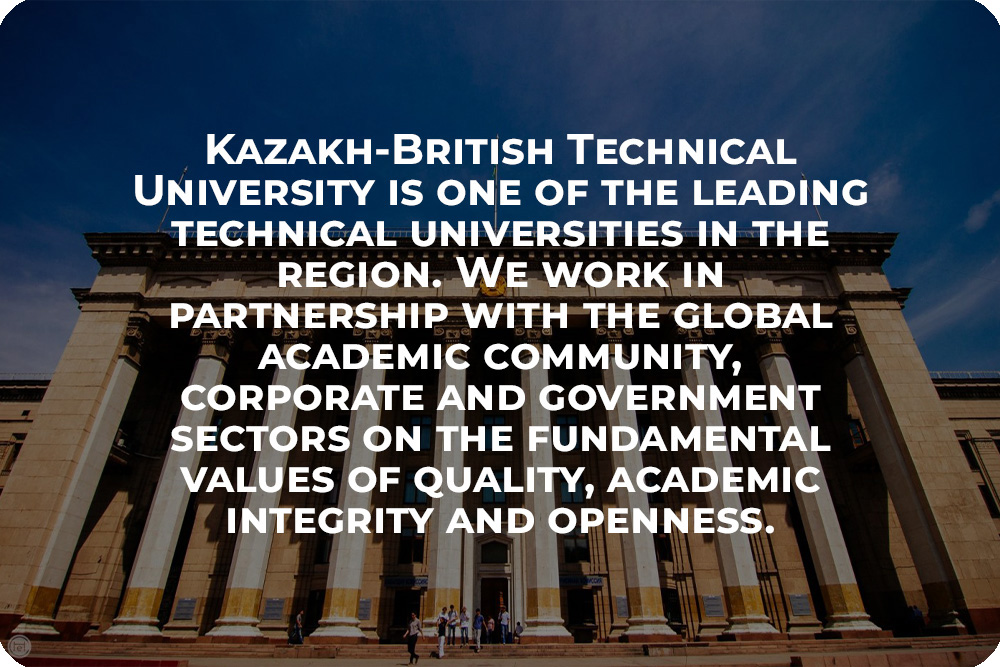 Kazakh-British Technical
University is one of the leading
technical universities in the
region. We work in
partnership with the global
academic community,
corporate and government
sectors on the fundamental
values of quality, academic
integrity and openness.